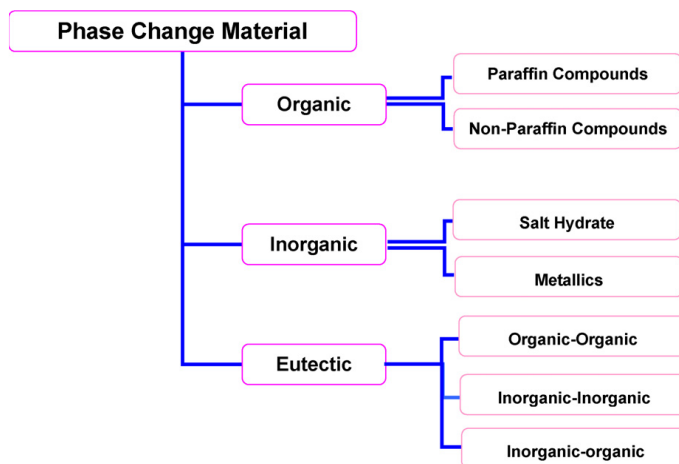 Phase Change Material
Organic
Paraffin Compounds
Non-Paraffin Compounds
Inorganic
Salt Hydrate
Metallics
Eutectic
Organic-Organic
Inorganic-Inorganic
Inorganic-organic